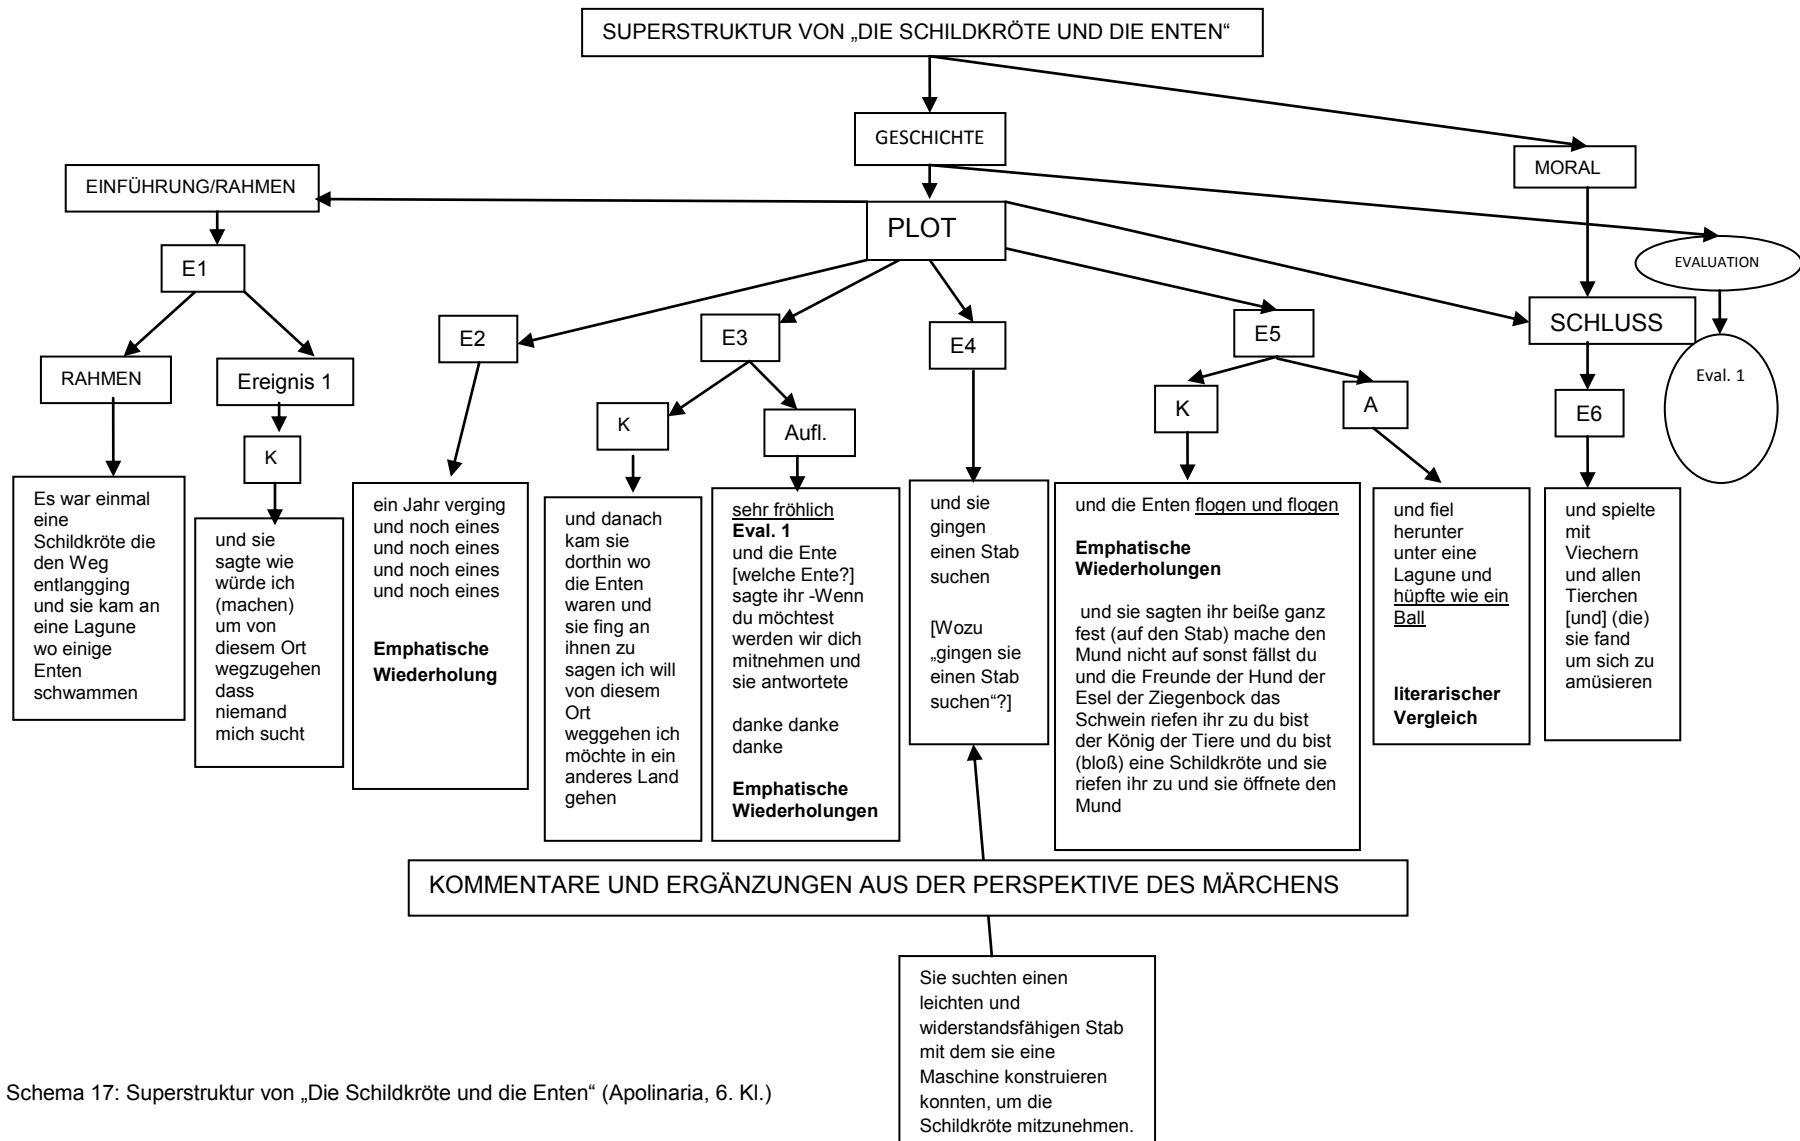 SUPERSTRUKTUR VON „DIE SCHILDKRÖTE UND DIE ENTEN“
GESCHICHTE
MORAL
EINFÜHRUNG/RAHMEN
PLOT
EVALUATION
E1
SCHLUSS
E2
E3
E4
E5
RAHMEN
Ereignis 1
Eval. 1
K
Aufl.
K
A
E6
K
Es war einmal
eine
Schildkröte die
den Weg
entlangging
und sie kam an
eine Lagune
wo einige
Enten
schwammen
und sie
sagte wie
würde ich
(machen)
um von
diesem Ort
wegzugehen
dass
niemand
mich sucht
ein Jahr verging
und noch eines
und noch eines
und noch eines
und noch eines
Emphatische
Wiederholung
und danach
kam sie
dorthin wo
die Enten
waren und
sie fing an
ihnen zu
sagen ich will
von diesem
Ort
weggehen ich
möchte in ein
anderes Land
gehen
sehr fröhlich
Eval. 1
und die Ente
[welche Ente?]
sagte ihr -Wenn
du möchtest
werden wir dich
mitnehmen und
sie antwortete
danke danke
danke
Emphatische
Wiederholungen
und sie
gingen
einen Stab
suchen
[Wozu
„gingen sie
einen Stab
suchen“?]
und die Enten flogen und flogen
Emphatische
Wiederholungen
und sie sagten ihr beiße ganz
fest (auf den Stab) mache den
Mund nicht auf sonst fällst du
und die Freunde der Hund der
Esel der Ziegenbock das
Schwein riefen ihr zu du bist
der König der Tiere und du bist
(bloß) eine Schildkröte und sie
riefen ihr zu und sie öffnete den
Mund
und fiel
herunter
unter eine
Lagune und
hüpfte wie ein
Ball
literarischer
Vergleich
und spielte
mit
Viechern
und allen
Tierchen
[und] (die)
sie fand
um sich zu
amüsieren
KOMMENTARE UND ERGÄNZUNGEN AUS DER PERSPEKTIVE DES MÄRCHENS
Sie suchten einen
leichten und
widerstandsfähigen Stab
mit dem sie eine
Maschine konstruieren
konnten, um die
Schildkröte mitzunehmen.
Schema 17: Superstruktur von „Die Schildkröte und die Enten“ (Apolinaria, 6. Kl.)